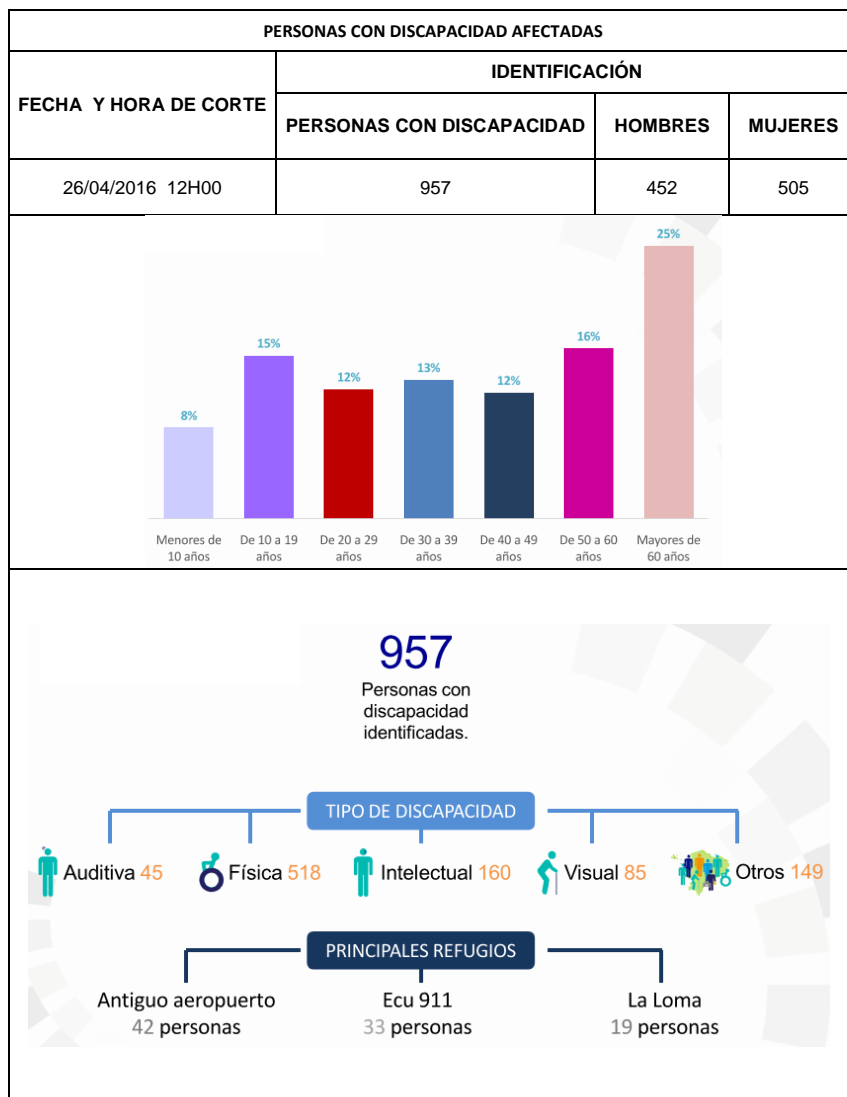 PERSONAS CON DISCAPACIDAD AFECTADAS
FECHA Y HORA DE CORTE
IDENTIFICACIÓN
PERSONAS CON DISCAPACIDAD
HOMBRES
MUJERES
26/04/2016 12H00
957
452
505
8%
15%
12%
13%
12%
16%
25%
Menores de
10 años
De 10 a 19
años
De 20 a 29
años
De 30 a 39
años
De 40 a 49
años
De 50 a 60
años
Mayores de
60 años
957
Personas con
discapacidad
identificadas.
TIPO DE DISCAPACIDAD
Auditiva 45
Física 518
Intelectual 160
Visual 85
Otros 149
PRINCIPALES REFUGIOS
Antiguo aeropuerto
42 personas
Ecu 911
33 personas
La Loma
19 personas